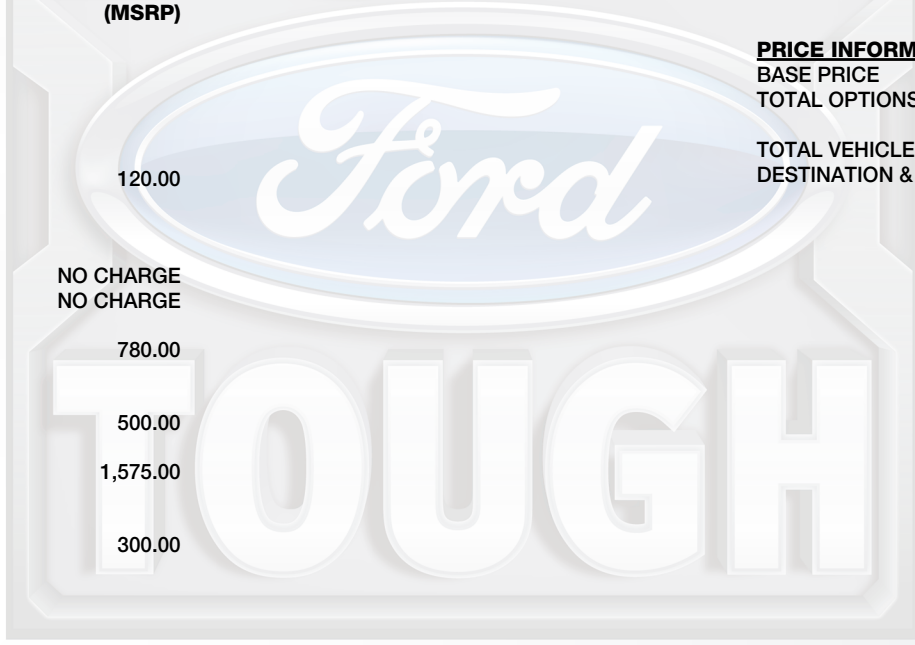 (MSRP)
120.00
NO CHARGE
NO CHARGE
780.00
500.00
1,575.00
300.00
PRICE INFORM
BASE PRICE
TOTAL OPTIONS
TOTAL VEHICLE
DESTINATION &
Ford
TOUGH